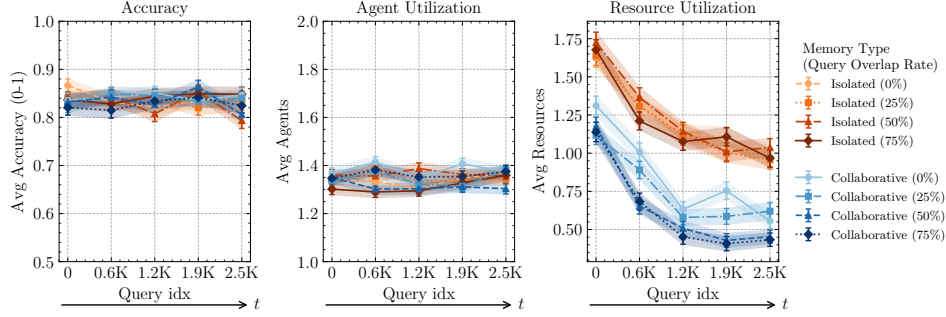 Accuracy
Avg Accuracy (0-1)
1.0
0.9
0.8
0.7
0.6
0.5
0
0.6K
1.2K
1.9K
2.5K
Query idx
t
Agent Utilization
Avg Agents
2.0
1.8
1.6
1.4
1.2
1.0
0
0.6K
1.2K
1.9K
2.5K
Query idx
t
Resource Utilization
Avg Resources
1.75
1.50
1.25
1.00
0.75
0.50
0
0.6K
1.2K
1.9K
2.5K
Query idx
t
Memory Type
(Query Overlap Rate)
Isolated (0%)
Isolated (25%)
Isolated (50%)
Isolated (75%)
Collaborative (0%)
Collaborative (25%)
Collaborative (50%)
Collaborative (75%)